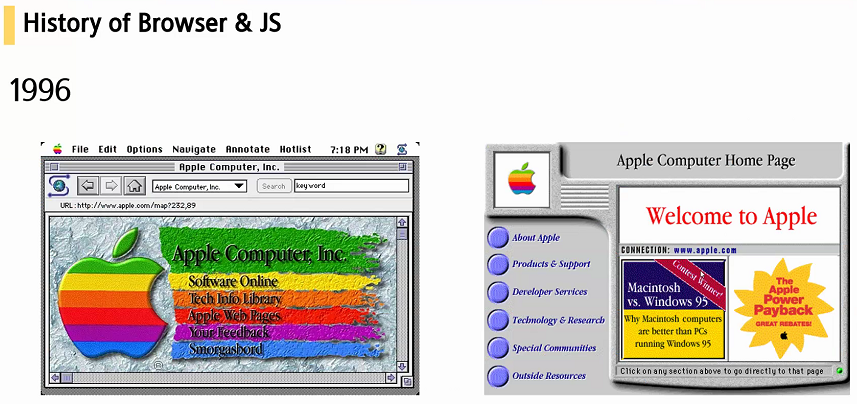 History of Browser & JS
1996
File Edit Options Navigate Annotate Hotlist 7:18 PM
Apple Computer, Inc.
Apple Computer, Inc. Search keyword
URL:http://www.apple.com/map?232,89
Apple Computer, Inc.
Software Online
Tech Info Library
Apple Web Pages
Your Feedback
Smorgasbord
Apple Computer Home Page
Welcome to Apple
CONNECTION: www.apple.com
About Apple
Products & Support
Developer Services
Technology & Research
Special Communities
Outside Resources
Contest Winner!
Macintosh
vs. Windows 95
Why Macintosh computers
are better than PCs
running Windows 95
The
Apple
Power
Payback
GREAT REBATES!
Click on any section above to go directly to that page